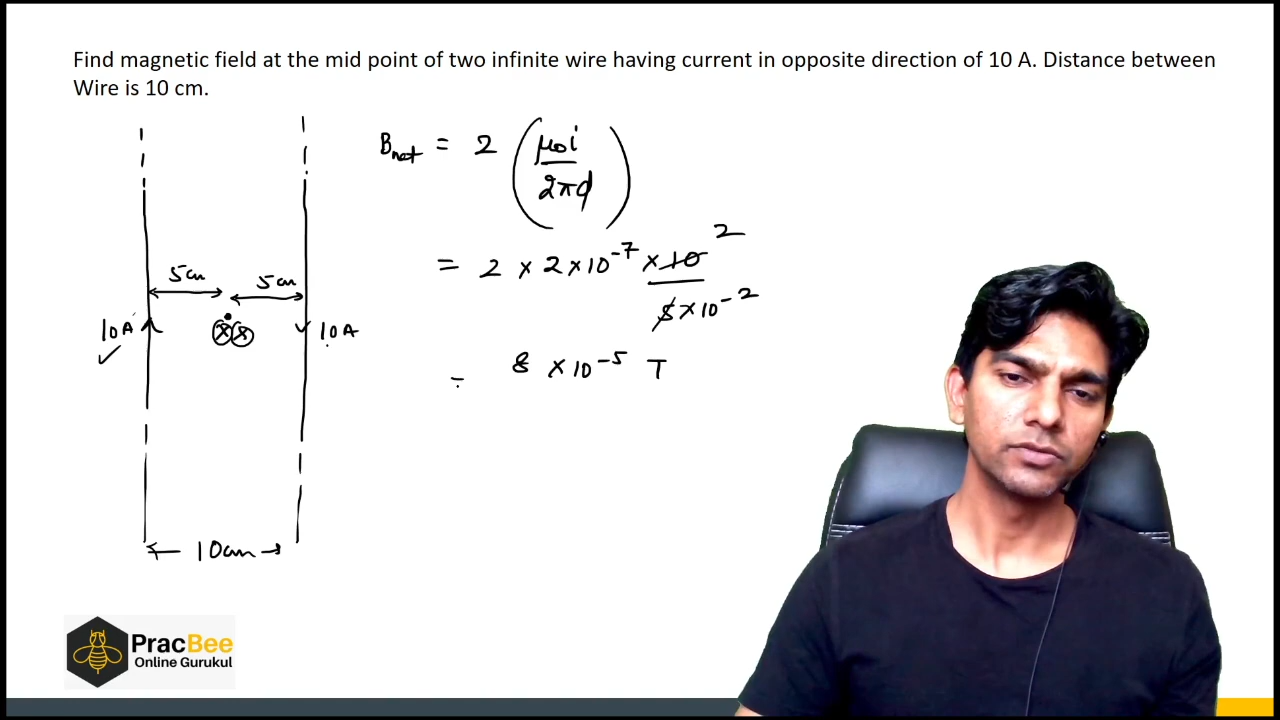 Find magnetic field at the mid point of two infinite wire having current in opposite direction of 10 A. Distance between
Wire is 10 cm.
Bnet = 2 (μ0i / 2πd)
= 2 × 2×10⁻⁷ × 10 2 / 5×10⁻²
= 8 ×10⁻⁵ T
5cm
5cm
10A
10A
10cm
PracBee
Online Gurukul